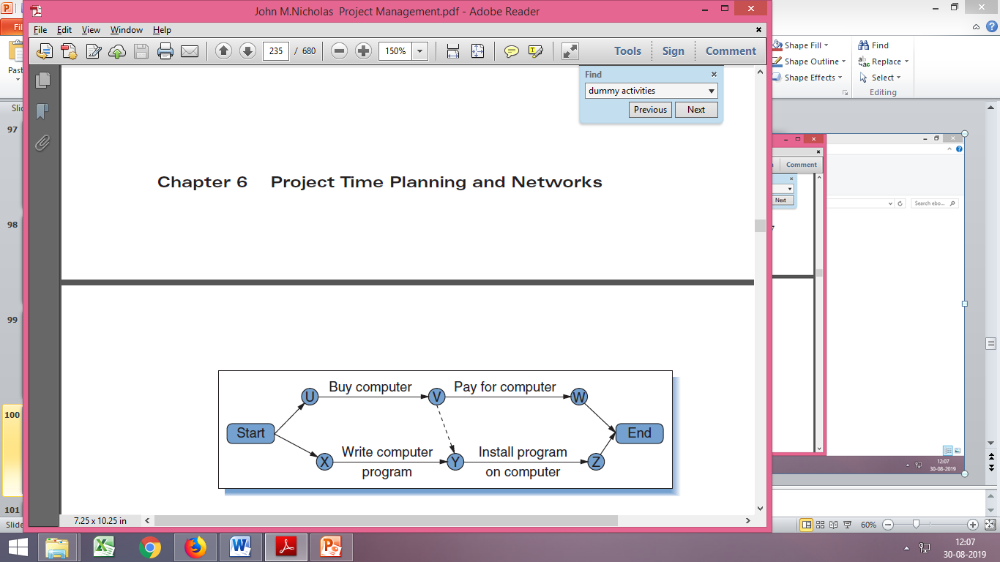 John M.Nicholas Project Management.pdf - Adobe Reader
File Edit View Window Help
235 / 680
150%
Tools Sign Comment
Find
dummy activities
Previous Next
Chapter 6 Project Time Planning and Networks
Start
U
Buy computer
V
Pay for computer
W
End
X
Write computer
program
Y
Install program
on computer
Z
7.25 x 10.25 in
Shape Fill
Shape Outline
Shape Effects
Find
Replace
Select
Editing
Comment
Next
Search ebo...
12:07
30-08-2019
97
98
99
100
101
60%
12:07
30-08-2019